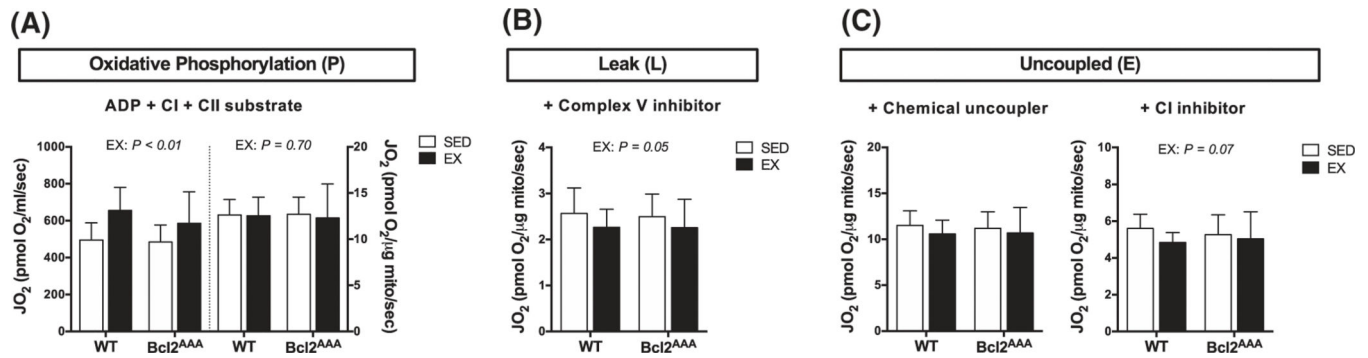 (A)
Oxidative Phosphorylation (P)
ADP + CI + CII substrate
EX: P < 0.01
EX: P = 0.70
SED
EX
JO2 (pmol O2/ml/sec)
1000
800
600
400
200
0
JO2 (pmol O2/µg mito/sec)
20
15
10
5
0
WT
Bcl2AAA
WT
Bcl2AAA
(B)
Leak (L)
+ Complex V inhibitor
EX: P = 0.05
SED
EX
JO2 (pmol O2/µg mito/sec)
4
3
2
1
0
WT
Bcl2AAA
(C)
Uncoupled (E)
+ Chemical uncoupler
JO2 (pmol O2/µg mito/sec)
20
15
10
5
0
WT
Bcl2AAA
+ CI inhibitor
EX: P = 0.07
SED
EX
JO2 (pmol O2/µg mito/sec)
10
8
6
4
2
0
WT
Bcl2AAA